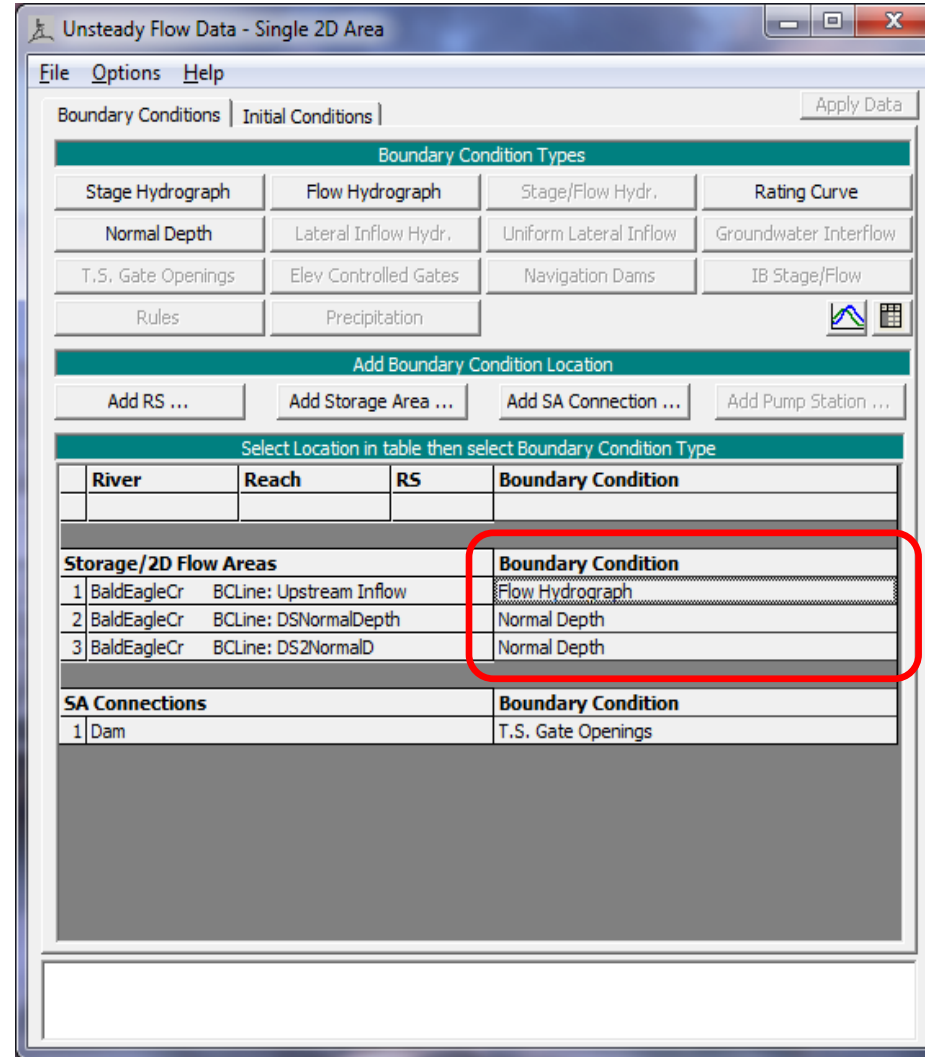 Unsteady Flow Data - Single 2D Area
File Options Help
Boundary Conditions Initial Conditions Apply Data
Boundary Condition Types
Stage Hydrograph Flow Hydrograph Stage/Flow Hydr. Rating Curve
Normal Depth Lateral Inflow Hydr. Uniform Lateral Inflow Groundwater Interflow
T.S. Gate Openings Elev Controlled Gates Navigation Dams IB Stage/Flow
Rules Precipitation
Add Boundary Condition Location
Add RS ... Add Storage Area ... Add SA Connection ... Add Pump Station ...
Select Location in table then select Boundary Condition Type
River Reach RS Boundary Condition
Storage/2D Flow Areas Boundary Condition
1 BaldEagleCr BCLine: Upstream Inflow Flow Hydrograph
2 BaldEagleCr BCLine: DSNormalDepth Normal Depth
3 BaldEagleCr BCLine: DS2NormalD Normal Depth
SA Connections Boundary Condition
1 Dam T.S. Gate Openings